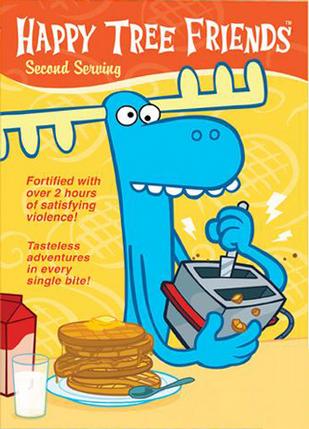 HAPPY TREE FRIENDS™
Second Serving
Fortified with
over 2 hours
of satisfying
violence!
Tasteless
adventures
in every
single bite!